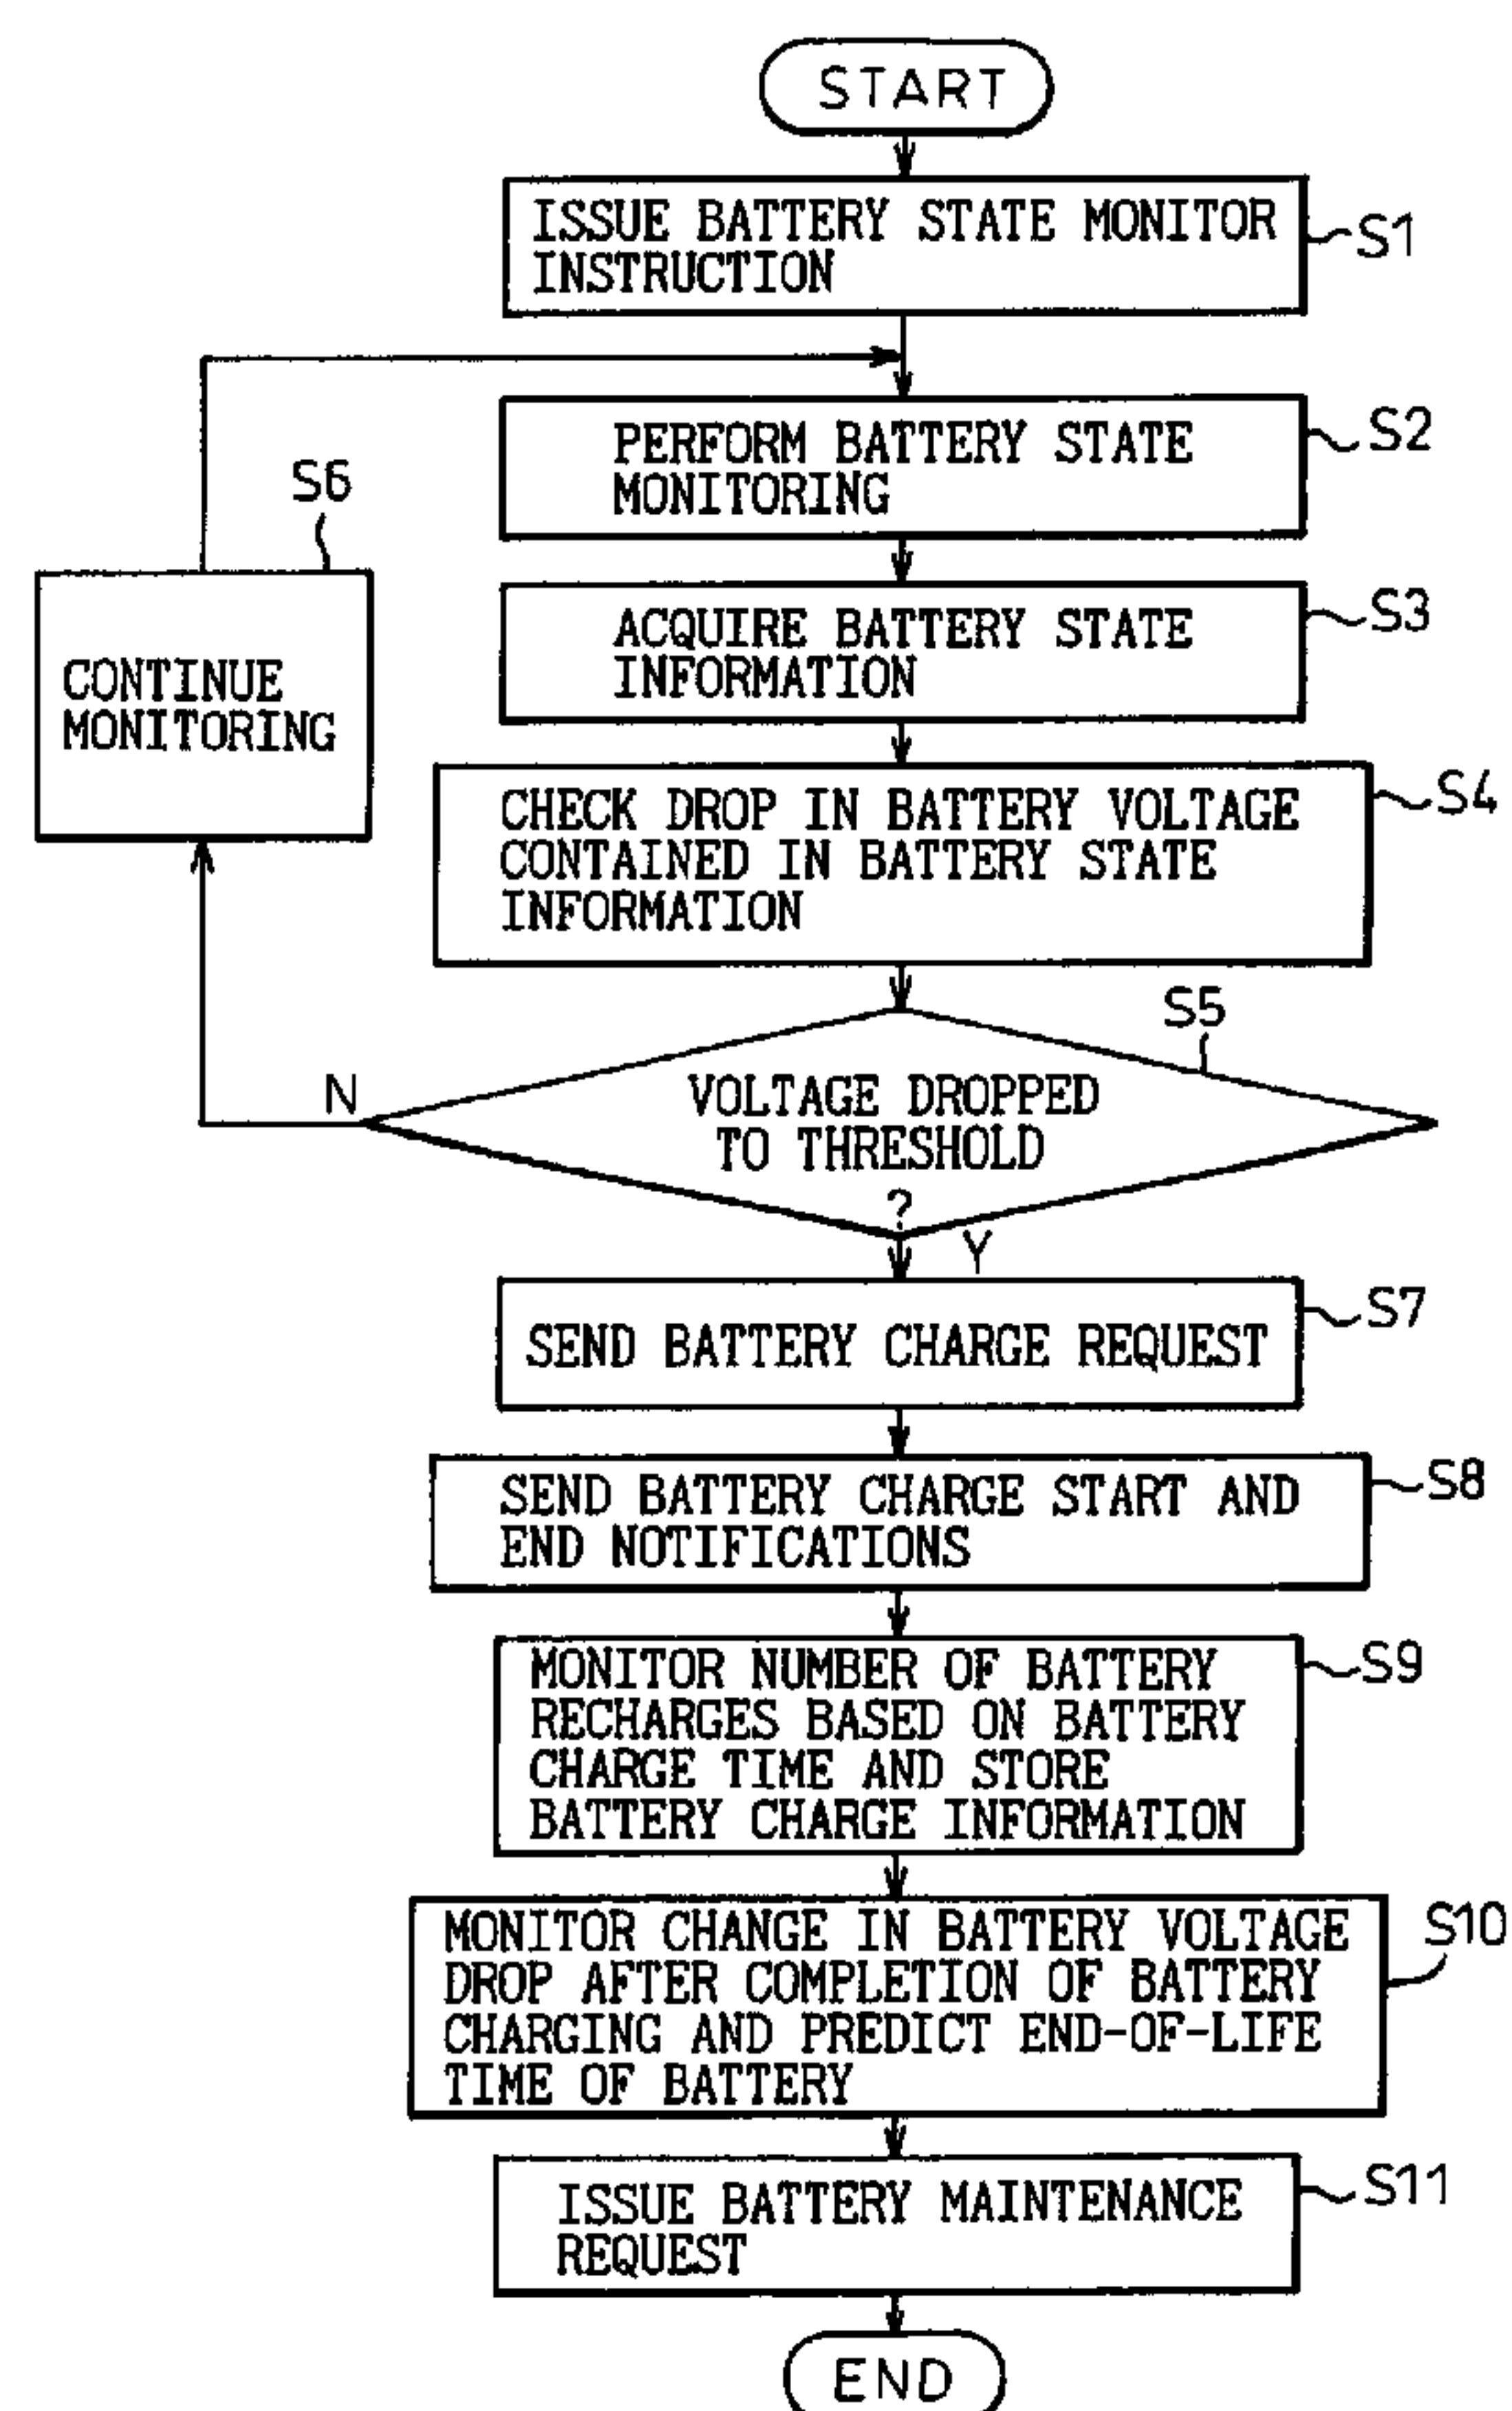 START
ISSUE BATTERY STATE MONITOR
INSTRUCTION
S1
PERFORM BATTERY STATE
MONITORING
S2
S6
CONTINUE
MONITORING
ACQUIRE BATTERY STATE
INFORMATION
S3
CHECK DROP IN BATTERY VOLTAGE
CONTAINED IN BATTERY STATE
INFORMATION
S4
S5
N
VOLTAGE DROPPED
TO THRESHOLD
?
Y
SEND BATTERY CHARGE REQUEST
S7
SEND BATTERY CHARGE START AND
END NOTIFICATIONS
S8
MONITOR NUMBER OF BATTERY
RECHARGES BASED ON BATTERY
CHARGE TIME AND STORE
BATTERY CHARGE INFORMATION
S9
MONITOR CHANGE IN BATTERY VOLTAGE
DROP AFTER COMPLETION OF BATTERY
CHARGING AND PREDICT END-OF-LIFE
TIME OF BATTERY
S10
ISSUE BATTERY MAINTENANCE
REQUEST
S11
END